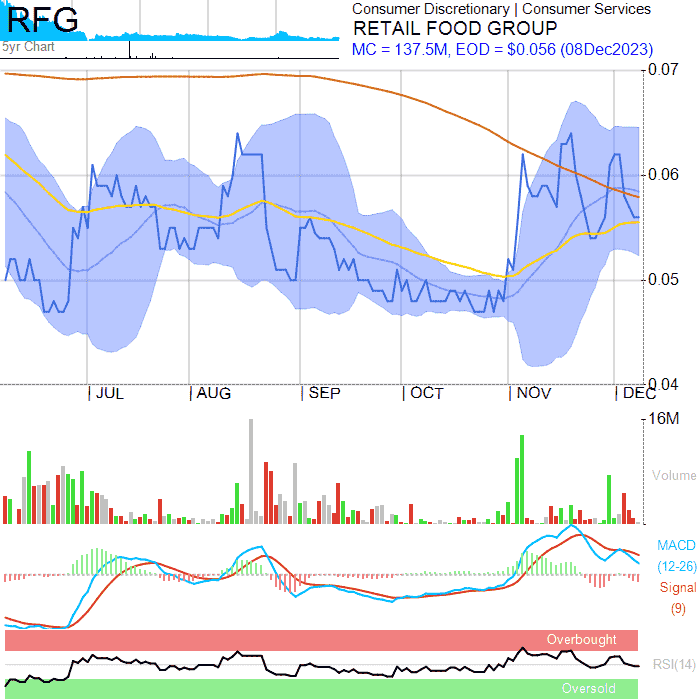 RFG
5yr Chart
Consumer Discretionary | Consumer Services
RETAIL FOOD GROUP
MC = 137.5M, EOD = $0.056 (08Dec2023)
0.07
0.06
0.05
0.04
JUL
AUG
SEP
OCT
NOV
DEC
16M
Volume
MACD
(12-26)
Signal
(9)
Overbought
RSI(14)
Oversold